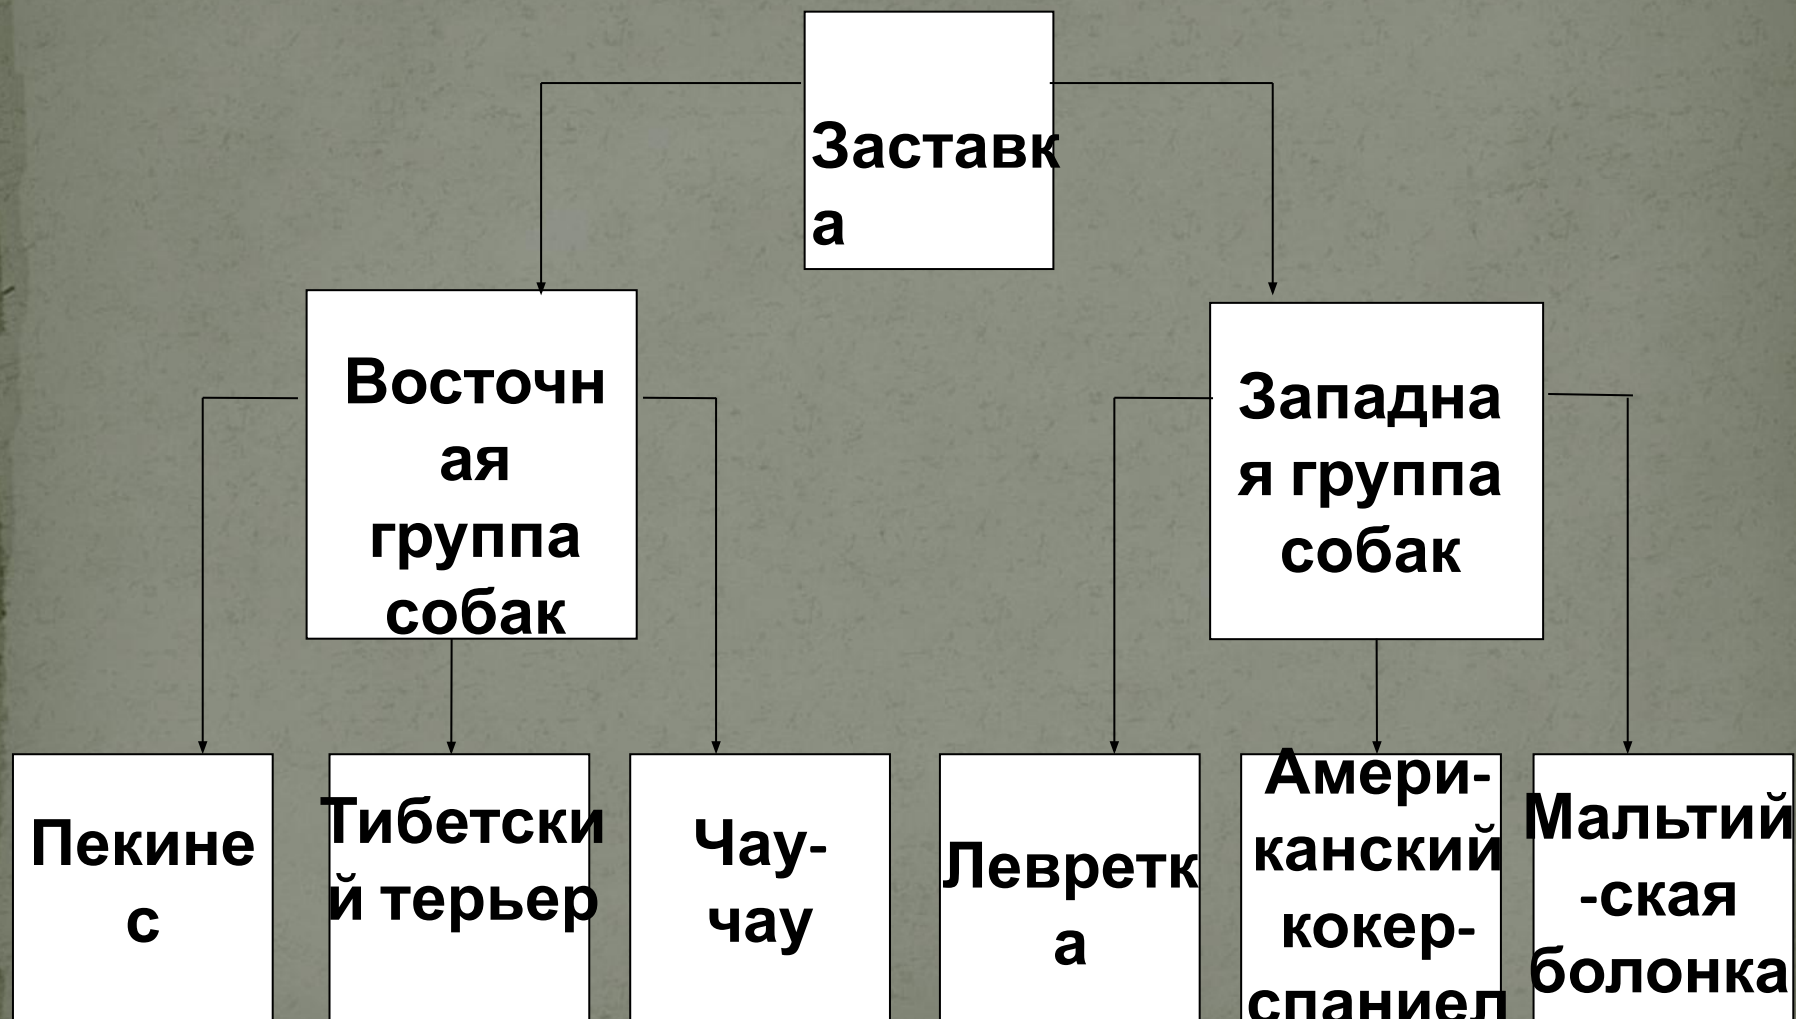 Заставк
а
Восточн
ая
группа
собак
Западна
я группа
собак
Пекине
с
Тибетски
й терьер
Чау-
чау
Левретк
а
Амери-
канский
кокер-
спаниел
Мальтий
-ская
болонка